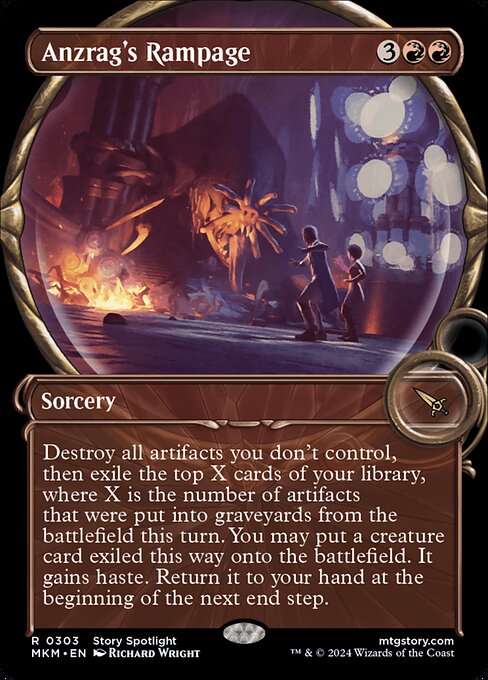 Anzrag's Rampage 3
Sorcery
Destroy all artifacts you don't control,
then exile the top X cards of your library,
where X is the number of artifacts
that were put into graveyards from the
battlefield this turn. You may put a creature
card exiled this way onto the battlefield. It
gains haste. Return it to your hand at the
beginning of the next end step.
R 0303 Story Spotlight mtgstory.com
MKM • EN Richard Wright ™ & © 2024 Wizards of the Coast